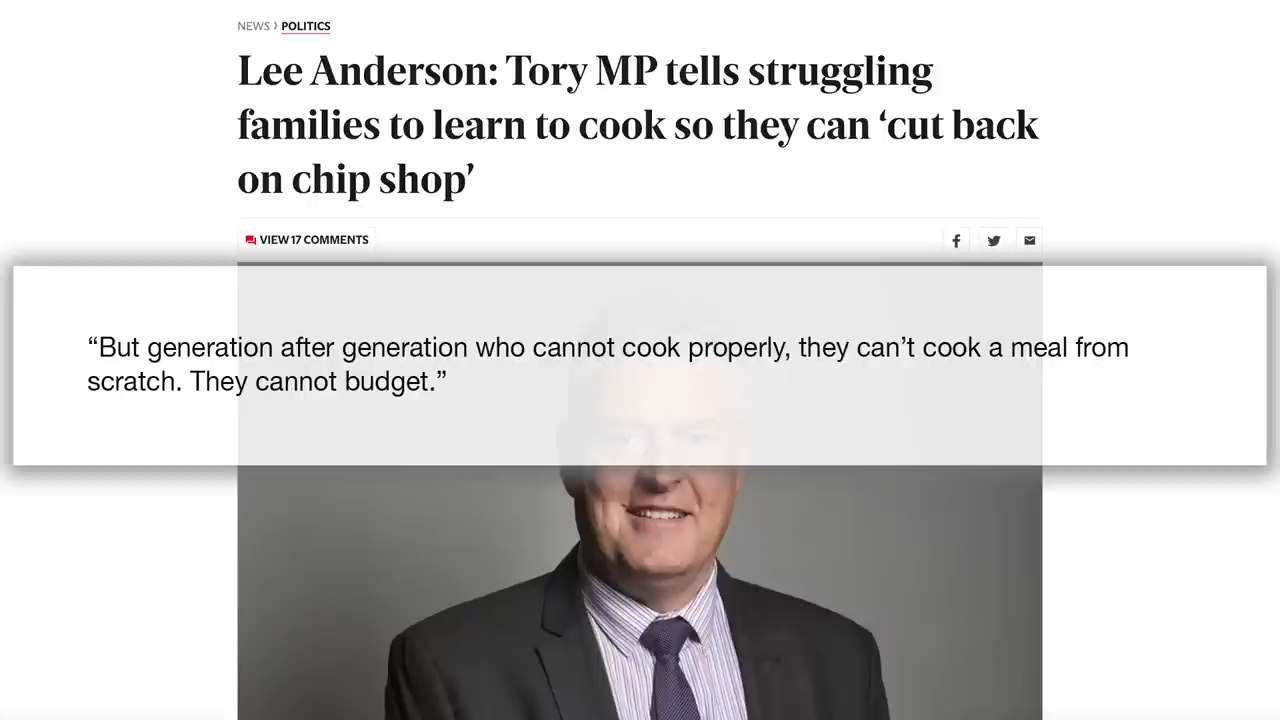 NEWS › POLITICS
Lee Anderson: Tory MP tells struggling
families to learn to cook so they can ‘cut back
on chip shop’
VIEW 17 COMMENTS
“But generation after generation who cannot cook properly, they can’t cook a meal from
scratch. They cannot budget.”